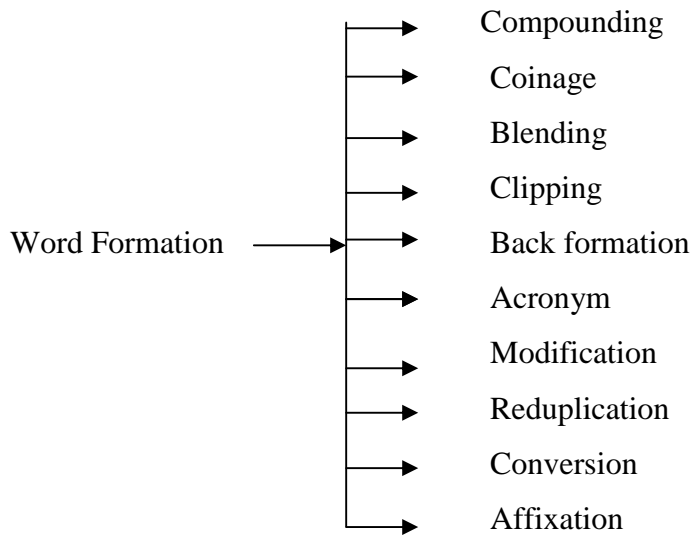 Compounding
Coinage
Blending
Clipping
Word Formation
Back formation
Acronym
Modification
Reduplication
Conversion
Affixation